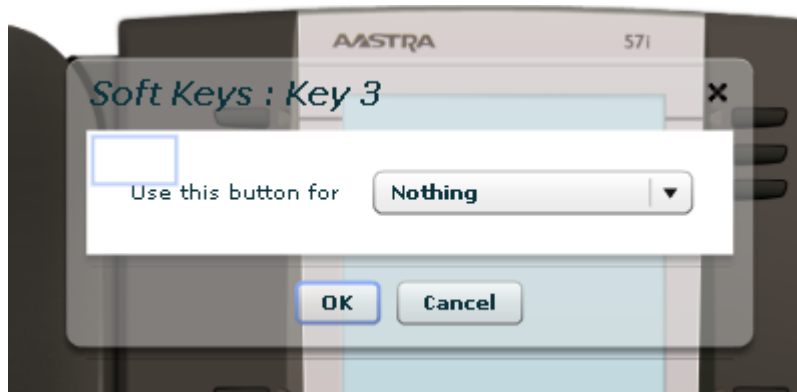 AASTRA 57i
Soft Keys : Key 3
Use this button for Nothing
OK Cancel